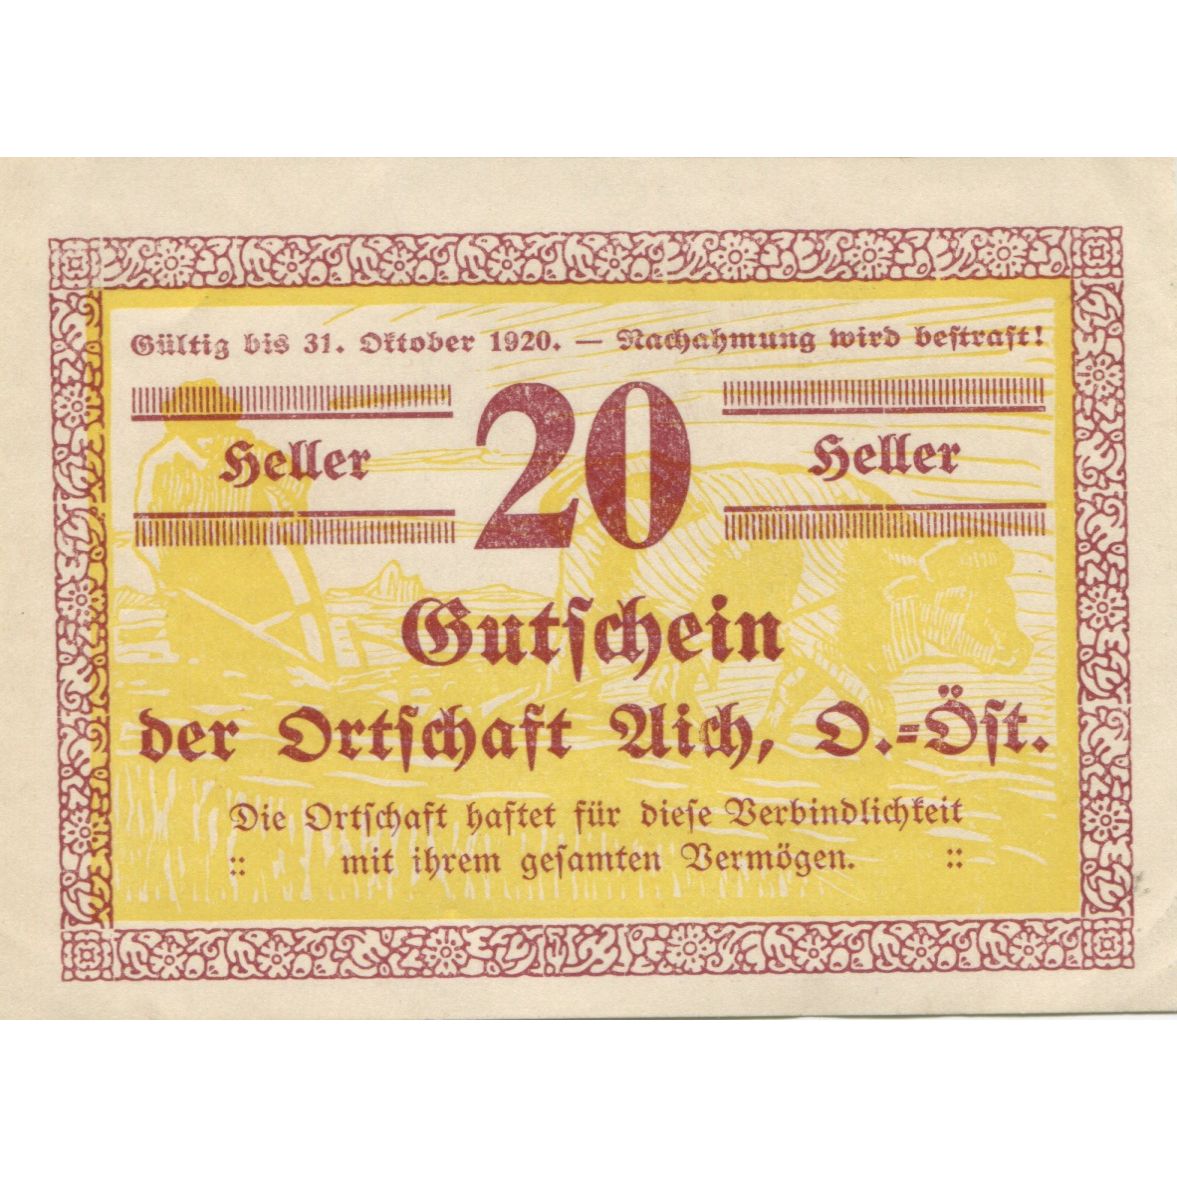 Gültig bis 31. Oktober 1920. — Nachahmung wird bestraft!
Heller 20 Heller
Gutschein
der Ortschaft Aich, O.-Öst.
Die Ortschaft haftet für diese Verbindlichkeit
:: mit ihrem gesamten Vermögen. ::